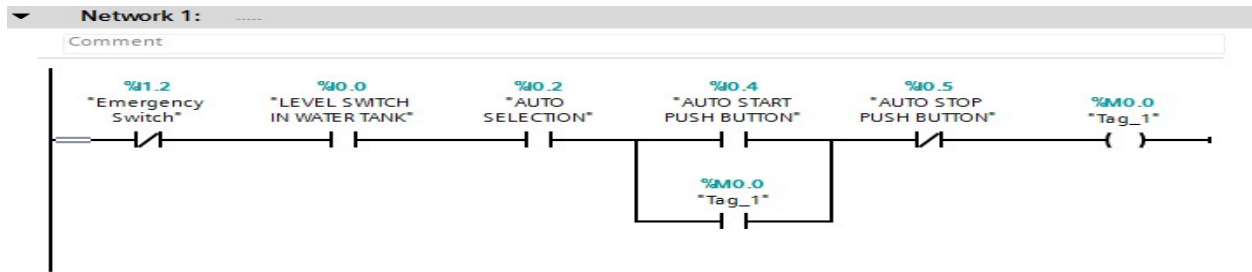 Network 1: .....
Comment
%I1.2
"Emergency
Switch"
%I0.0
"LEVEL SWITCH
IN WATER TANK"
%I0.2
"AUTO
SELECTION"
%I0.4
"AUTO START
PUSH BUTTON"
%I0.5
"AUTO STOP
PUSH BUTTON"
%M0.0
"Tag_1"
%M0.0
"Tag_1"